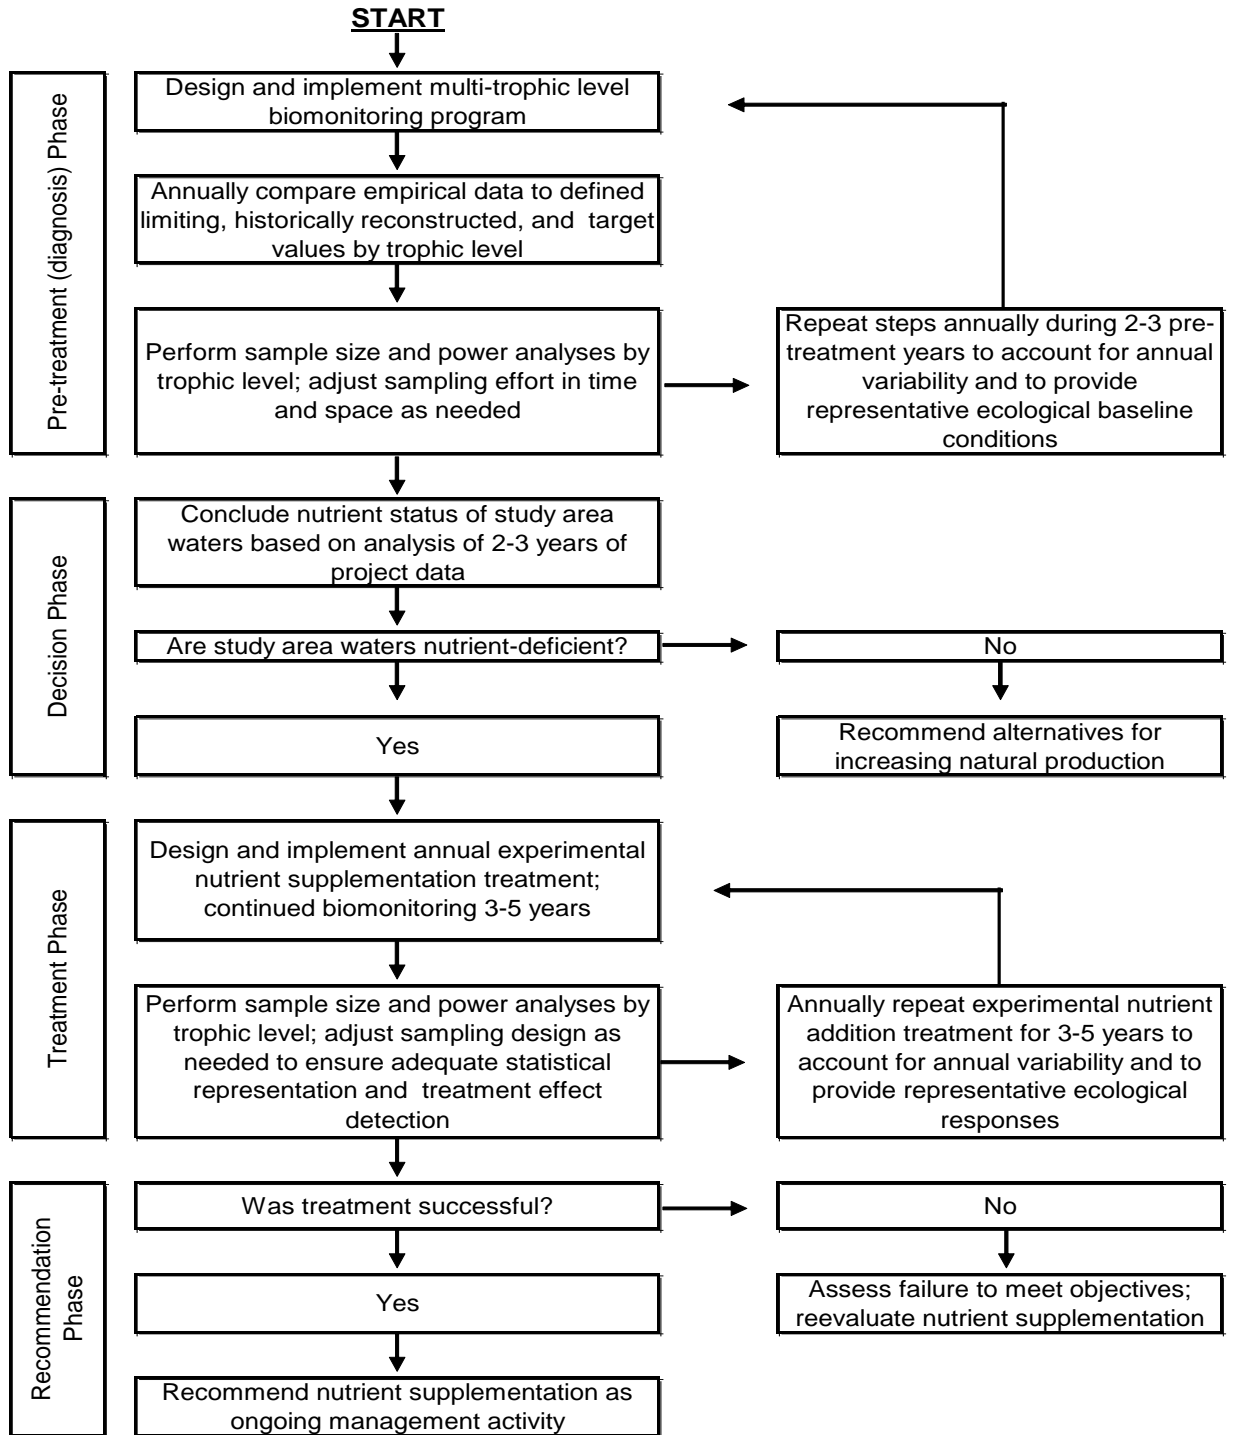 START
Pre-treatment (diagnosis) Phase
Design and implement multi-trophic level
biomonitoring program
Annually compare empirical data to defined
limiting, historically reconstructed, and target
values by trophic level
Perform sample size and power analyses by
trophic level; adjust sampling effort in time
and space as needed
Repeat steps annually during 2-3 pre-
treatment years to account for annual
variability and to provide
representative ecological baseline
conditions
Decision Phase
Conclude nutrient status of study area
waters based on analysis of 2-3 years of
project data
Are study area waters nutrient-deficient?
No
Yes
Recommend alternatives for
increasing natural production
Treatment Phase
Design and implement annual experimental
nutrient supplementation treatment;
continued biomonitoring 3-5 years
Perform sample size and power analyses by
trophic level; adjust sampling design as
needed to ensure adequate statistical
representation and treatment effect
detection
Annually repeat experimental nutrient
addition treatment for 3-5 years to
account for annual variability and to
provide representative ecological
responses
Recommendation
Phase
Was treatment successful?
No
Yes
Assess failure to meet objectives;
reevaluate nutrient supplementation
Recommend nutrient supplementation as
ongoing management activity